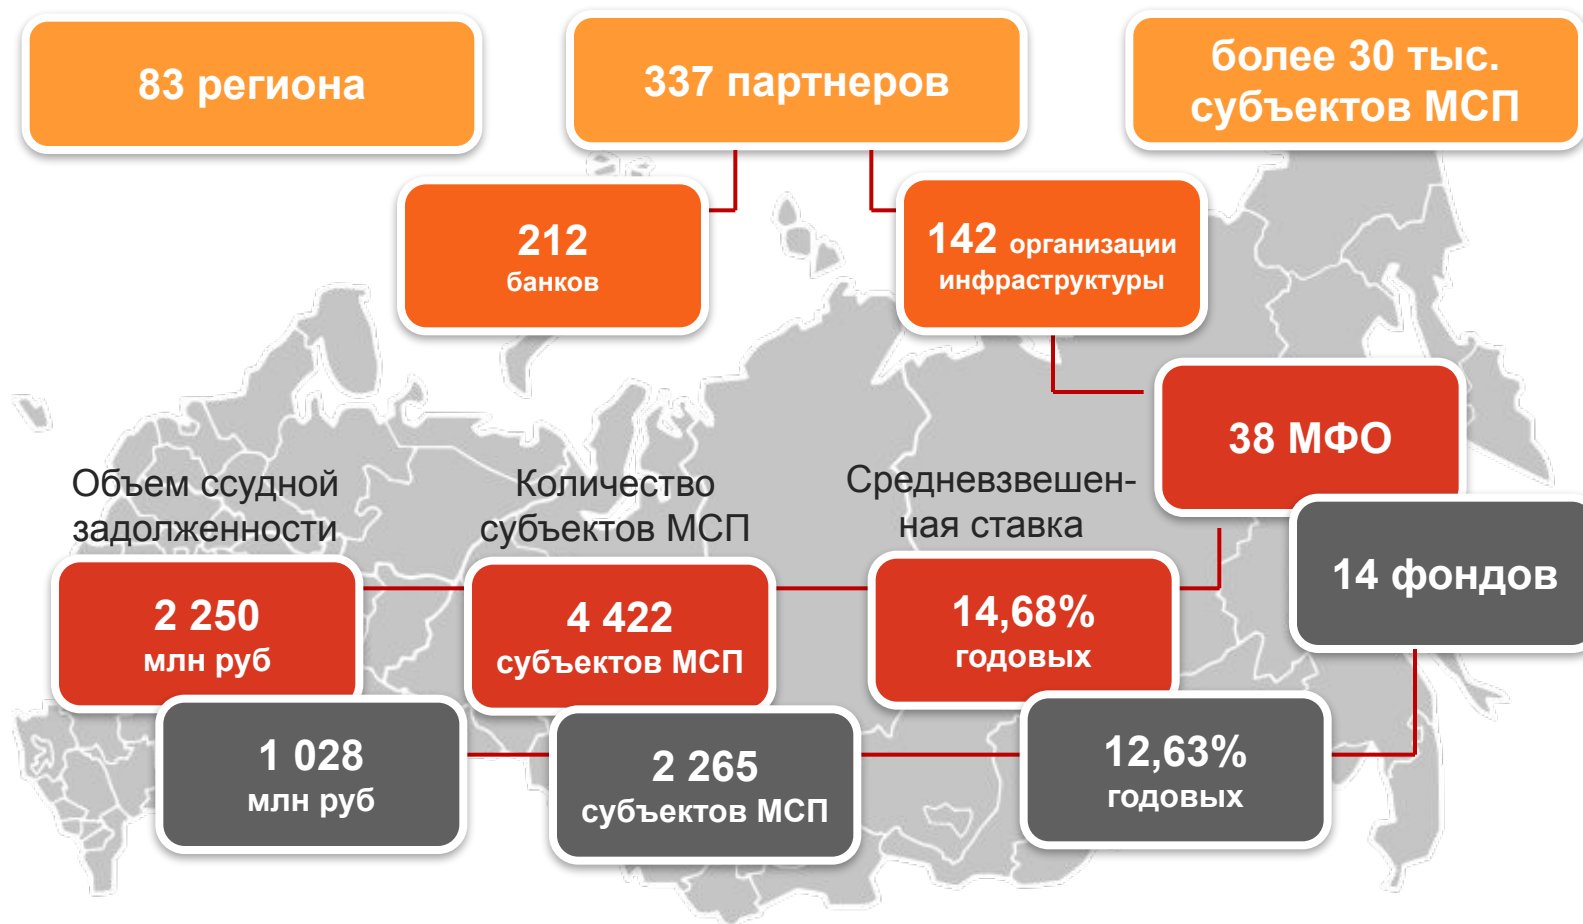 83 региона
337 партнеров
более 30 тыс.
субъектов МСП
212
банков
142 организации
инфраструктуры
38 МФО
14 фондов
Объем ссудной
задолженности
Количество
субъектов МСП
Средневзвешен-
ная ставка
2 250
млн руб
4 422
субъектов МСП
14,68%
годовых
1 028
млн руб
2 265
субъектов МСП
12,63%
годовых